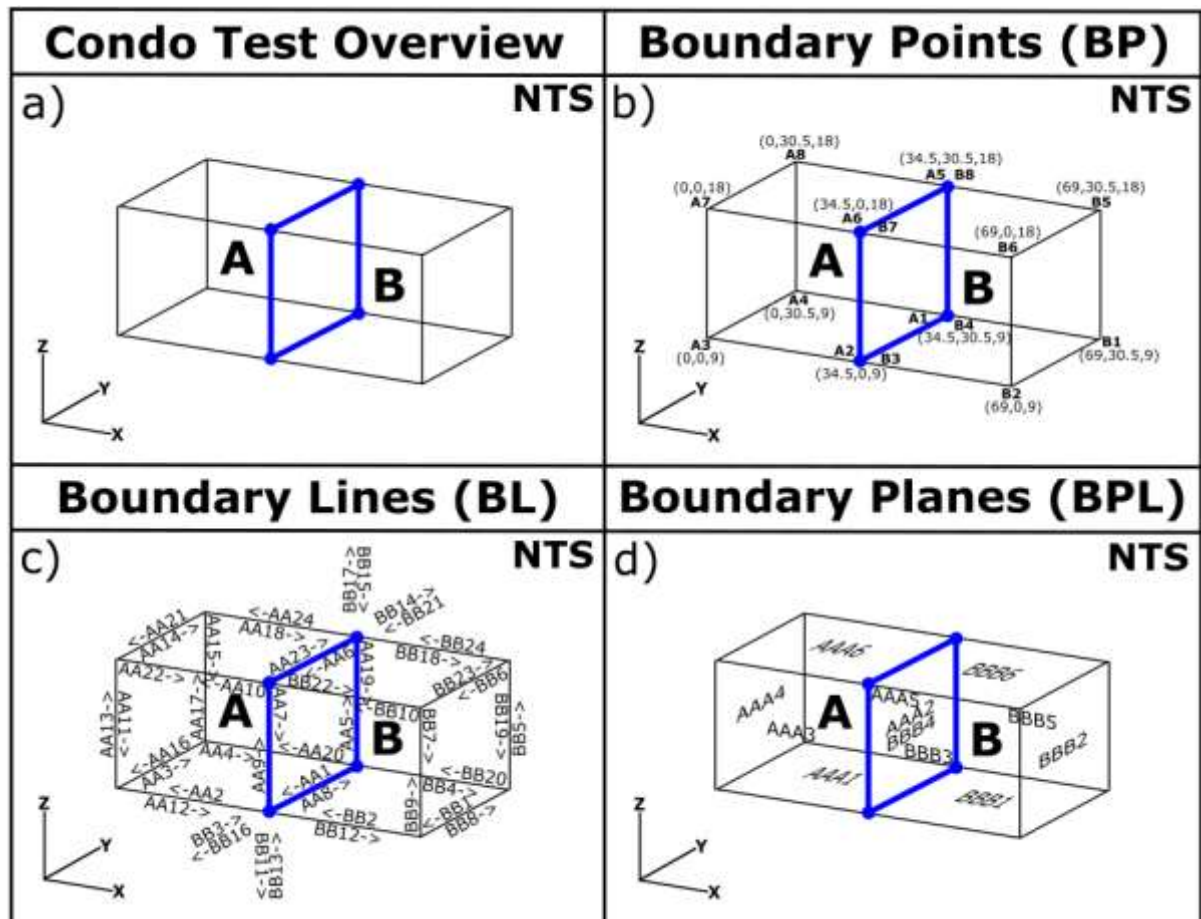 Condo Test Overview
Boundary Points (BP)
a)
NTS
A
B
Z
Y
X
b)
NTS
(0,30.5,18)
A8
(34.5,30.5,18)
A5 B8
(0,0,18)
A7
(34.5,0,18)
A6
B7
(69,30.5,18)
B5
(69,0,18)
B6
A
B
A4
(0,30.5,9)
A1
B4
(34.5,30.5,9)
A3
(0,0,9)
A2
B3
(34.5,0,9)
B1
(69,30.5,9)
B2
(69,0,9)
Z
Y
X
Boundary Lines (BL)
Boundary Planes (BPL)
c)
NTS
BB17->
BB15->
BB14->
<-BB21
<-AA21
AA14->
<-AA24
AA18->
AA15->
AA23->
<-AA6
<-BB24
BB18->
AA22->
<-AA10
BB22->
AA19->
BB23->
<-BB6
AA13->
AA11->
AA17->
A
AA7->
AA5->
B
<-BB10
BB7->
BB19->
BB5->
<-AA16
AA3->
AA4->
AA9->
<-AA20
<-BB20
BB4->
<-AA2
AA12->
<-AA1
AA8->
<-BB2
BB12->
BB9->
<-BB1
BB8->
BB3->
<-BB16
BB11->
BB13->
Z
Y
X
d)
NTS
AAA6
BBB6
AAA4
AAA3
A
AAA5
AAA2
BBB4
BBB3
B
BBB5
BBB2
AAA1
BBB1
Z
Y
X